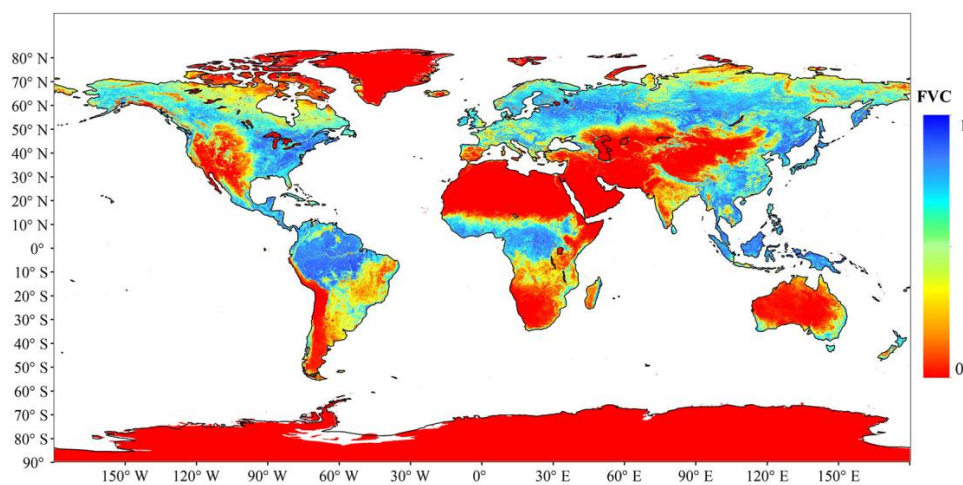 80° N
70° N
60° N
50° N
40° N
30° N
20° N
10° N
0°
10° S
20° S
30° S
40° S
50° S
60° S
70° S
80° S
90°
150° W
120° W
90° W
60° W
30° W
0°
30° E
60° E
90° E
120° E
150° E
FVC
1
0